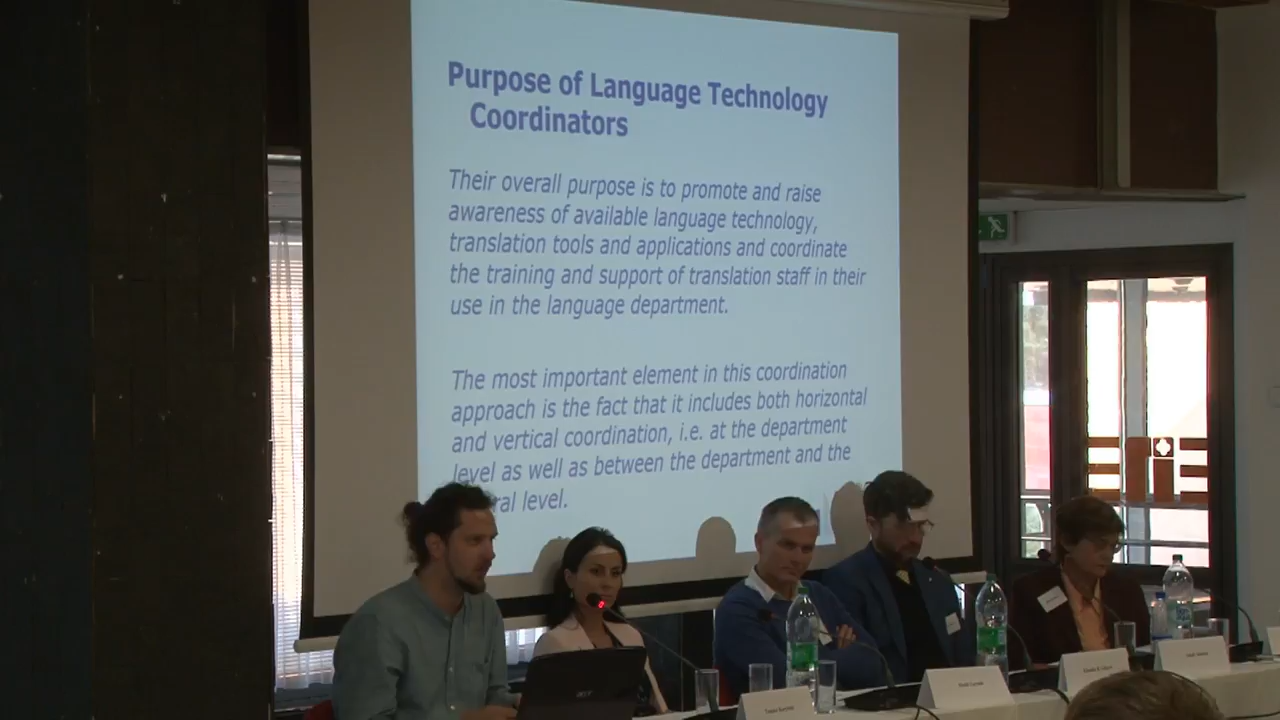 Purpose of Language Technology
Coordinators
Their overall purpose is to promote and raise
awareness of available language technology,
translation tools and applications and coordinate
the training and support of translation staff in their
use in the language department.
The most important element in this coordination
approach is the fact that it includes both horizontal
and vertical coordination, i.e. at the department
level as well as between the department and the
ral level.
acer